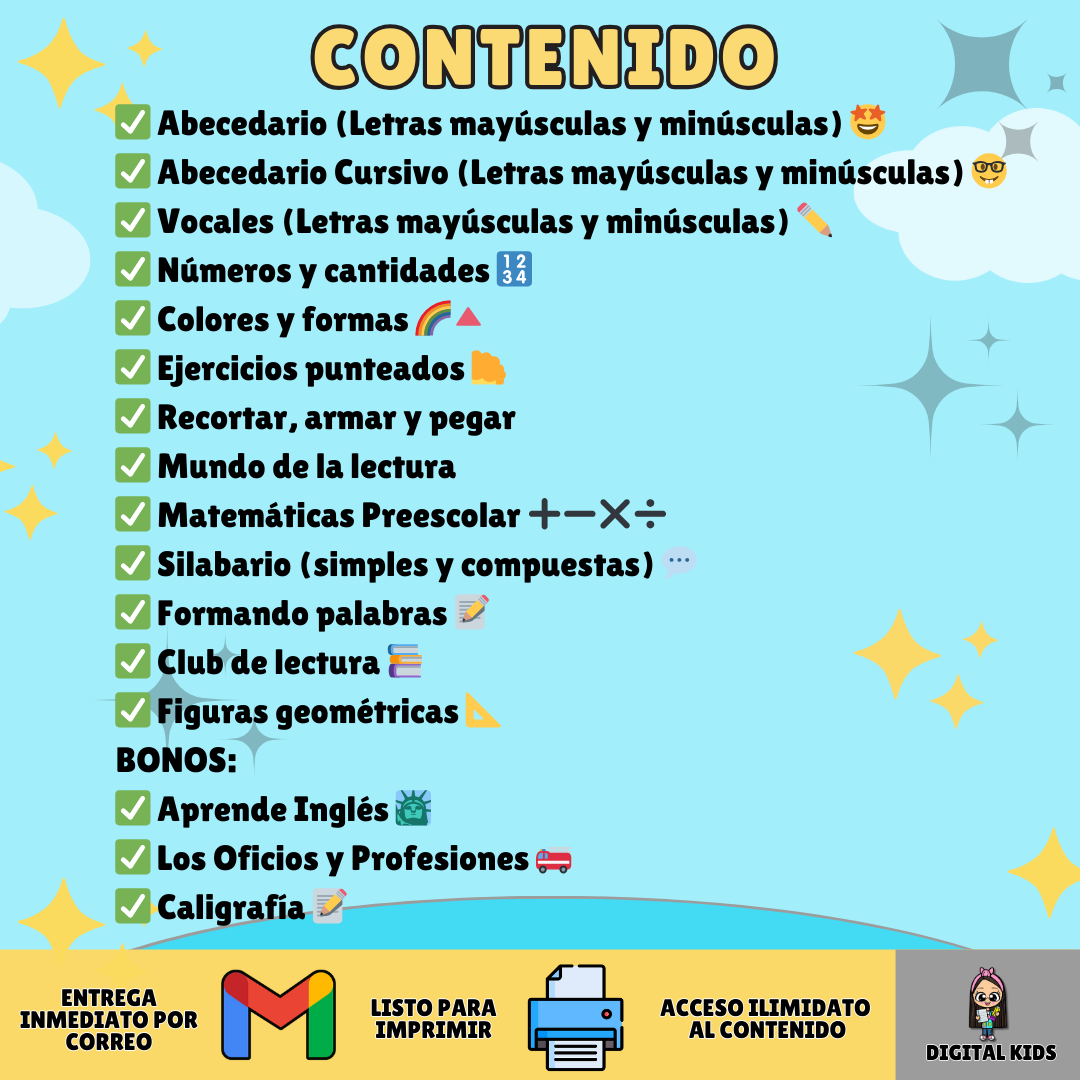 CONTENIDO
✅ Abecedario (Letras mayúsculas y minúsculas) 🤩
✅ Abecedario Cursivo (Letras mayúsculas y minúsculas) 🤓
✅ Vocales (Letras mayúsculas y minúsculas) ✏️
✅ Números y cantidades 🔢
✅ Colores y formas 🌈🔺
✅ Ejercicios punteados
✅ Recortar, armar y pegar
✅ Mundo de la lectura
✅ Matemáticas Preescolar ➕➖✖️➗
✅ Silabario (simples y compuestas) 💬
✅ Formando palabras 📝
✅ Club de lectura 📚
✅ Figuras geométricas 📐
BONOS:
✅ Aprende Inglés 🗽
✅ Los Oficios y Profesiones 🚒
✅ Caligrafía 📝
ENTREGA
INMEDIATO POR
CORREO
LISTO PARA
IMPRIMIR
ACCESO ILIMIDATO
AL CONTENIDO
DIGITAL KIDS